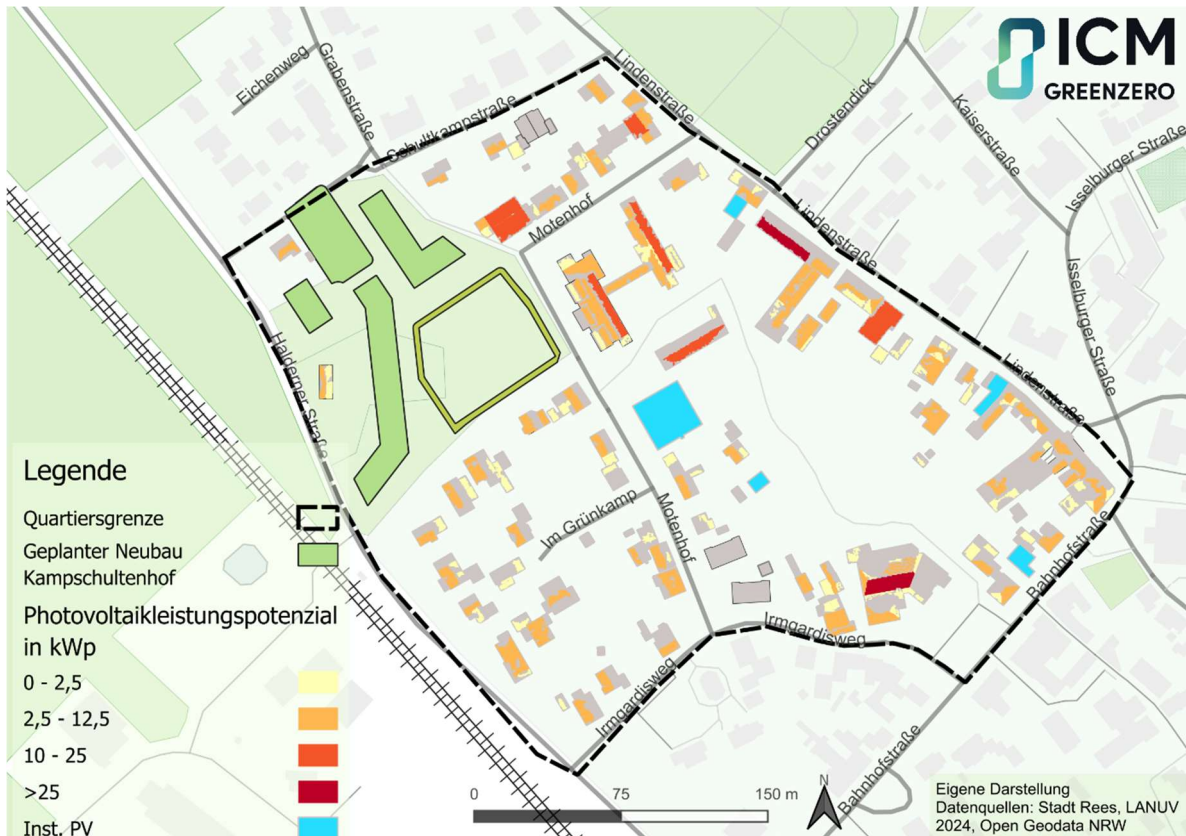 ICM
GREENZERO
Eichenweg
Grabenstraße
Schultkampstraße
Lindenstraße
Drostendick
Kaiserstraße
Isselburger Straße
Motenhof
Lindenstraße
Isselburger Straße
Halderner Straße
Lindenstraße
Im Grünkamp
Motenhof
Bahnhofstraße
Irmgardisweg
Irmgardisweg
Bahnhofstraße
Legende
Quartiersgrenze
Geplanter Neubau
Kampschultenhof
Photovoltaikleistungspotenzial
in kWp
0 - 2,5
2,5 - 12,5
10 - 25
>25
Inst. PV
0 75 150 m
N
Eigene Darstellung
Datenquellen: Stadt Rees, LANUV
2024, Open Geodata NRW